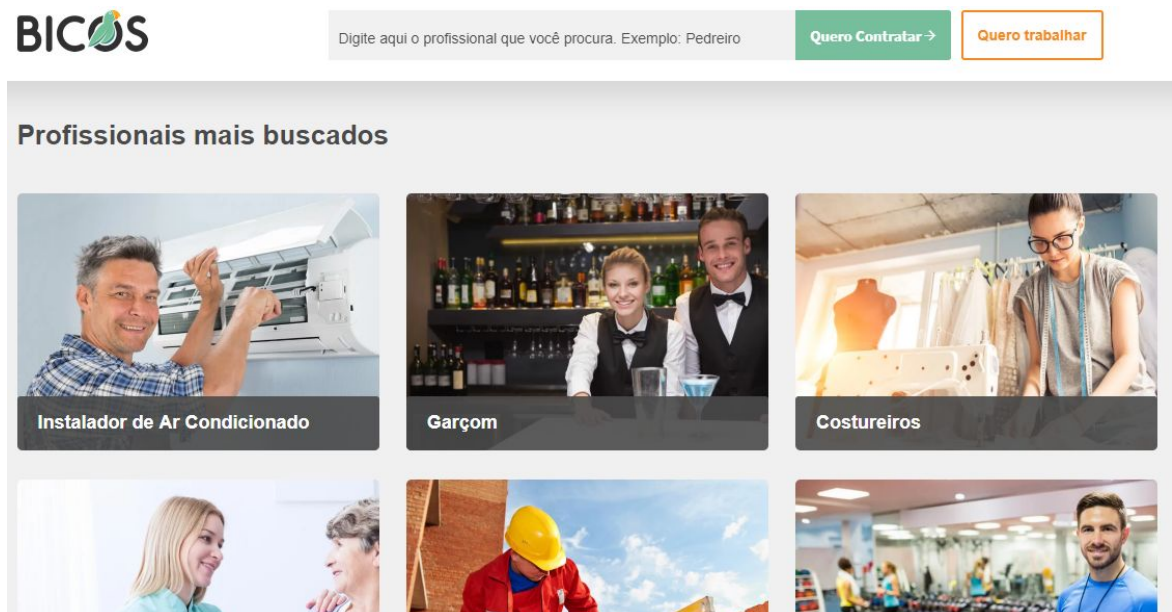 BICOS
Digite aqui o profissional que você procura. Exemplo: Pedreiro
Quero Contratar →
Quero trabalhar
Profissionais mais buscados
Instalador de Ar Condicionado
Garçom
Costureiros